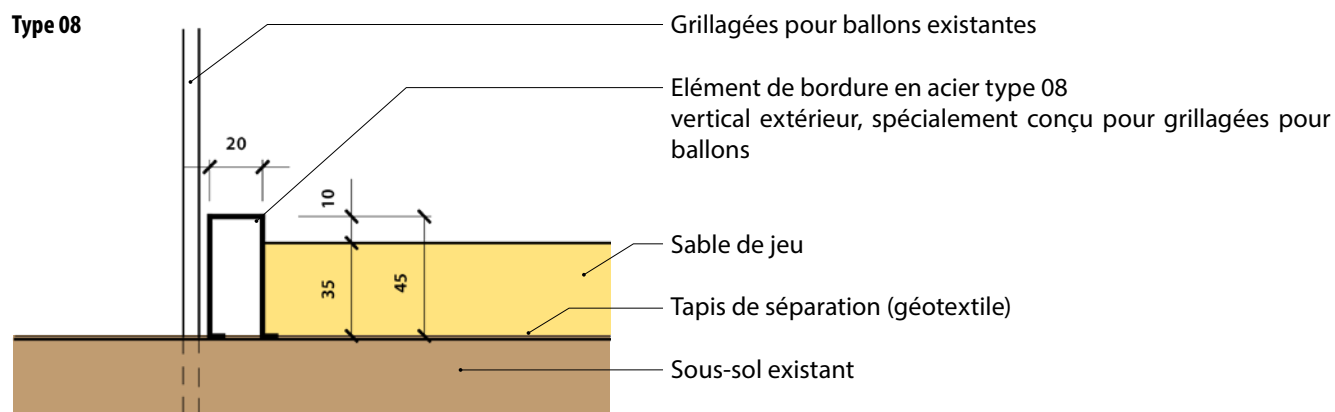 Type 08
Grillagées pour ballons existantes
Elément de bordure en acier type 08
vertical extérieur, spécialement conçu pour grillagées pour
ballons
20
10
35
45
Sable de jeu
Tapis de séparation (géotextile)
Sous-sol existant